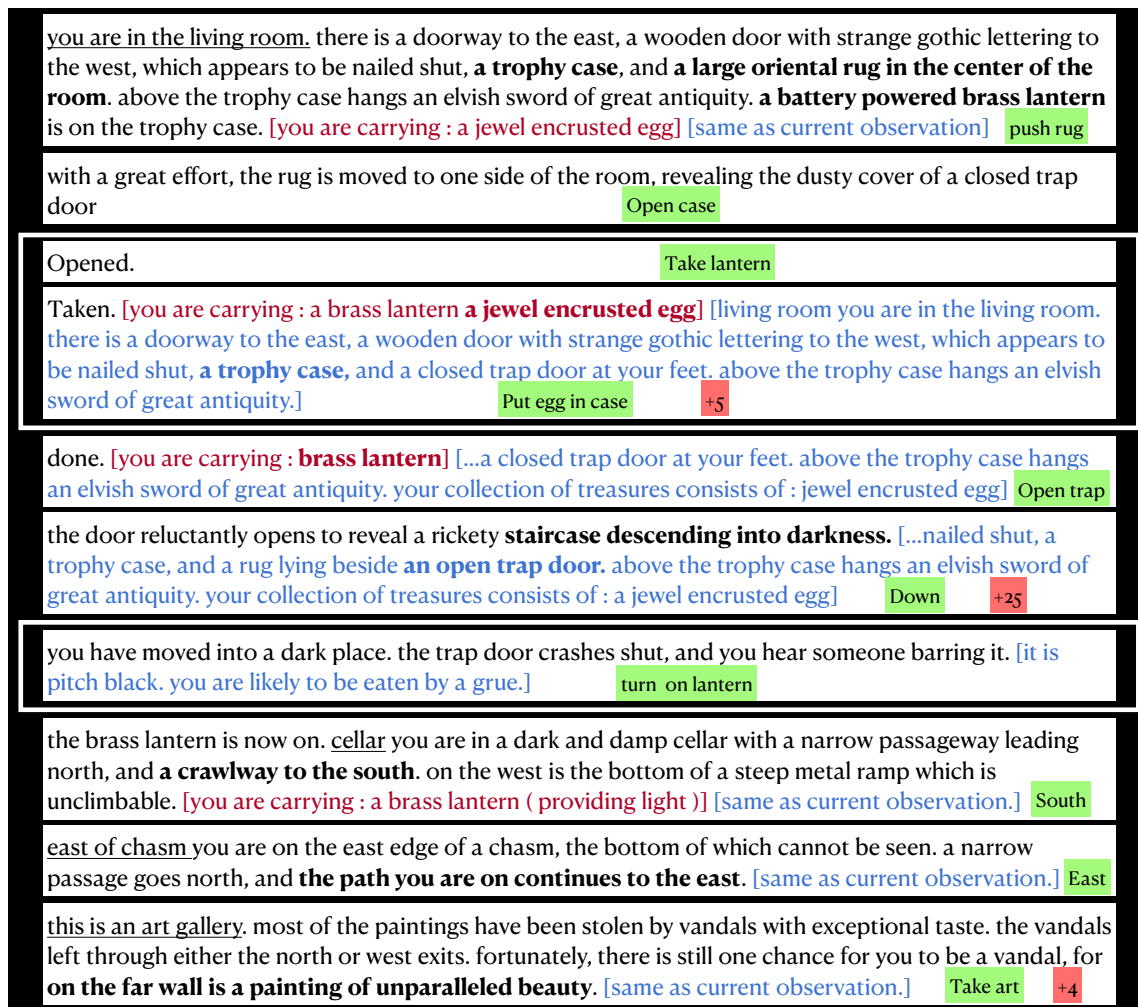 you are in the living room. there is a doorway to the east, a wooden door with strange gothic lettering to
the west, which appears to be nailed shut, a trophy case, and a large oriental rug in the center of the
room. above the trophy case hangs an elvish sword of great antiquity. a battery powered brass lantern
is on the trophy case. [you are carrying : a jewel encrusted egg] [same as current observation] push rug
with a great effort, the rug is moved to one side of the room, revealing the dusty cover of a closed trap
door Open case
Opened. Take lantern
Taken. [you are carrying : a brass lantern a jewel encrusted egg] [living room you are in the living room.
there is a doorway to the east, a wooden door with strange gothic lettering to the west, which appears to
be nailed shut, a trophy case, and a closed trap door at your feet. above the trophy case hangs an elvish
sword of great antiquity.] Put egg in case +5
done. [you are carrying : brass lantern] [...a closed trap door at your feet. above the trophy case hangs
an elvish sword of great antiquity. your collection of treasures consists of : jewel encrusted egg] Open trap
the door reluctantly opens to reveal a rickety staircase descending into darkness. [...nailed shut, a
trophy case, and a rug lying beside an open trap door. above the trophy case hangs an elvish sword of
great antiquity. your collection of treasures consists of : a jewel encrusted egg] Down +25
you have moved into a dark place. the trap door crashes shut, and you hear someone barring it. [it is
pitch black. you are likely to be eaten by a grue.] turn on lantern
the brass lantern is now on. cellar you are in a dark and damp cellar with a narrow passageway leading
north, and a crawlway to the south. on the west is the bottom of a steep metal ramp which is
unclimbable. [you are carrying : a brass lantern ( providing light )] [same as current observation.] South
east of chasm you are on the east edge of a chasm, the bottom of which cannot be seen. a narrow
passage goes north, and the path you are on continues to the east. [same as current observation.] East
this is an art gallery. most of the paintings have been stolen by vandals with exceptional taste. the vandals
left through either the north or west exits. fortunately, there is still one chance for you to be a vandal, for
on the far wall is a painting of unparalleled beauty. [same as current observation.] Take art +4